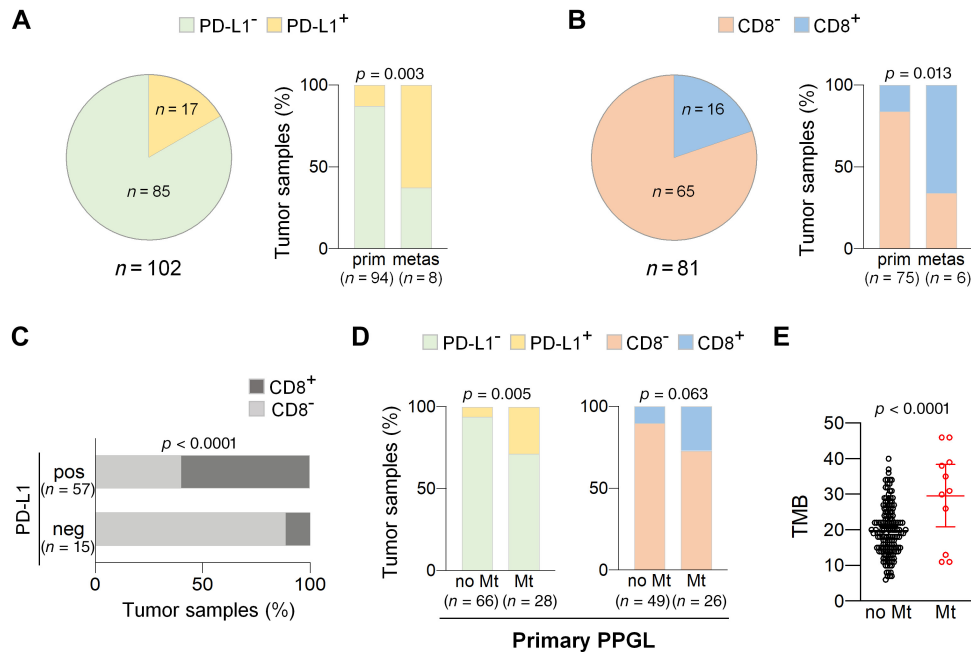 A
PD-L1⁻ PD-L1⁺
n = 17
n = 85
n = 102
p = 0.003
Tumor samples (%)
100
50
0
prim metas
(n = 94) (n = 8)
B
CD8⁻ CD8⁺
n = 16
n = 65
n = 81
p = 0.013
Tumor samples (%)
100
50
0
prim metas
(n = 75) (n = 6)
C
CD8⁺
CD8⁻
p < 0.0001
PD-L1
pos
(n = 57)
neg
(n = 15)
0 50 100
Tumor samples (%)
D
PD-L1⁻ PD-L1⁺ CD8⁻ CD8⁺
p = 0.005
Tumor samples (%)
100
50
0
no Mt Mt
(n = 66) (n = 28)
p = 0.063
Tumor samples (%)
100
50
0
no Mt Mt
(n = 49) (n = 26)
Primary PPGL
E
p < 0.0001
TMB
50
40
30
20
10
0
no Mt Mt